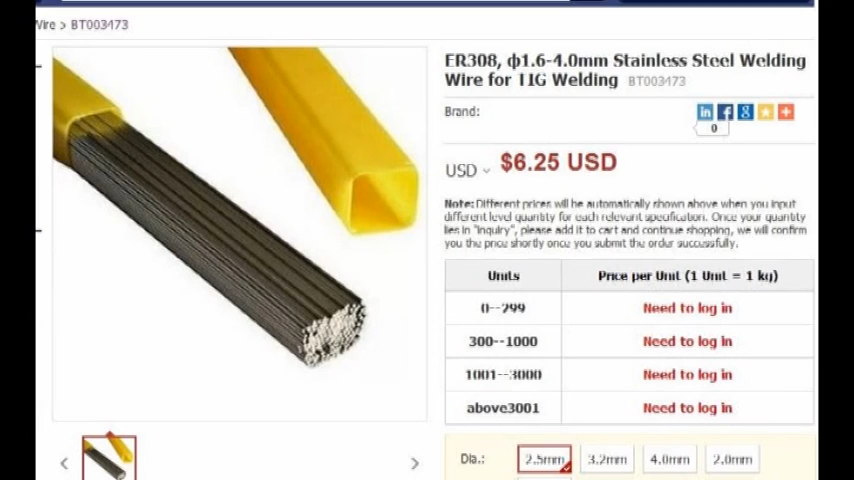 Wire > BT003473
ER308, ф1.6-4.0mm Stainless Steel Welding
Wire for TIG Welding BT003473
Brand:
0
USD $6.25 USD
Note: Different prices will be automatically shown above when you input
different level quantity for each relevant specification. Once your quantity
lies in "Inquiry", please add it to cart and continue shopping, we will confirm
you the price shortly once you submit the order successfully.
Units Price per Unit (1 Unit = 1 kg)
0--299 Need to log in
300--1000 Need to log in
1001--3000 Need to log in
above3001 Need to log in
Dia.: 2.5mm 3.2mm 4.0mm 2.0mm